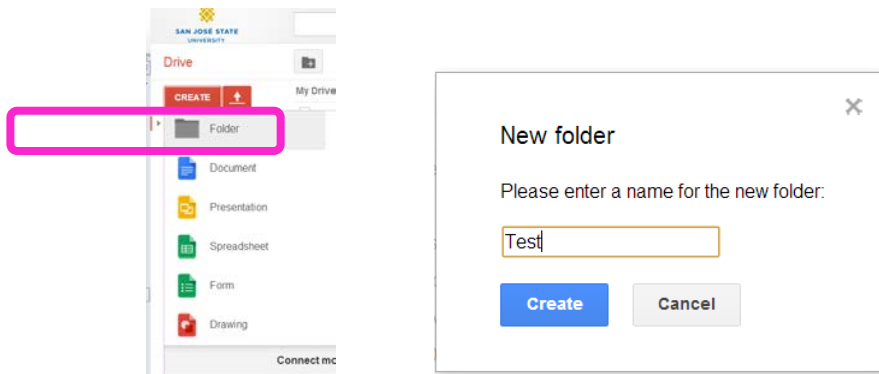 SAN JOSÉ STATE
UNIVERSITY
Drive
CREATE
My Drive
Folder
Document
Presentation
Spreadsheet
Form
Drawing
Connect mo
New folder
Please enter a name for the new folder:
Test
Create
Cancel